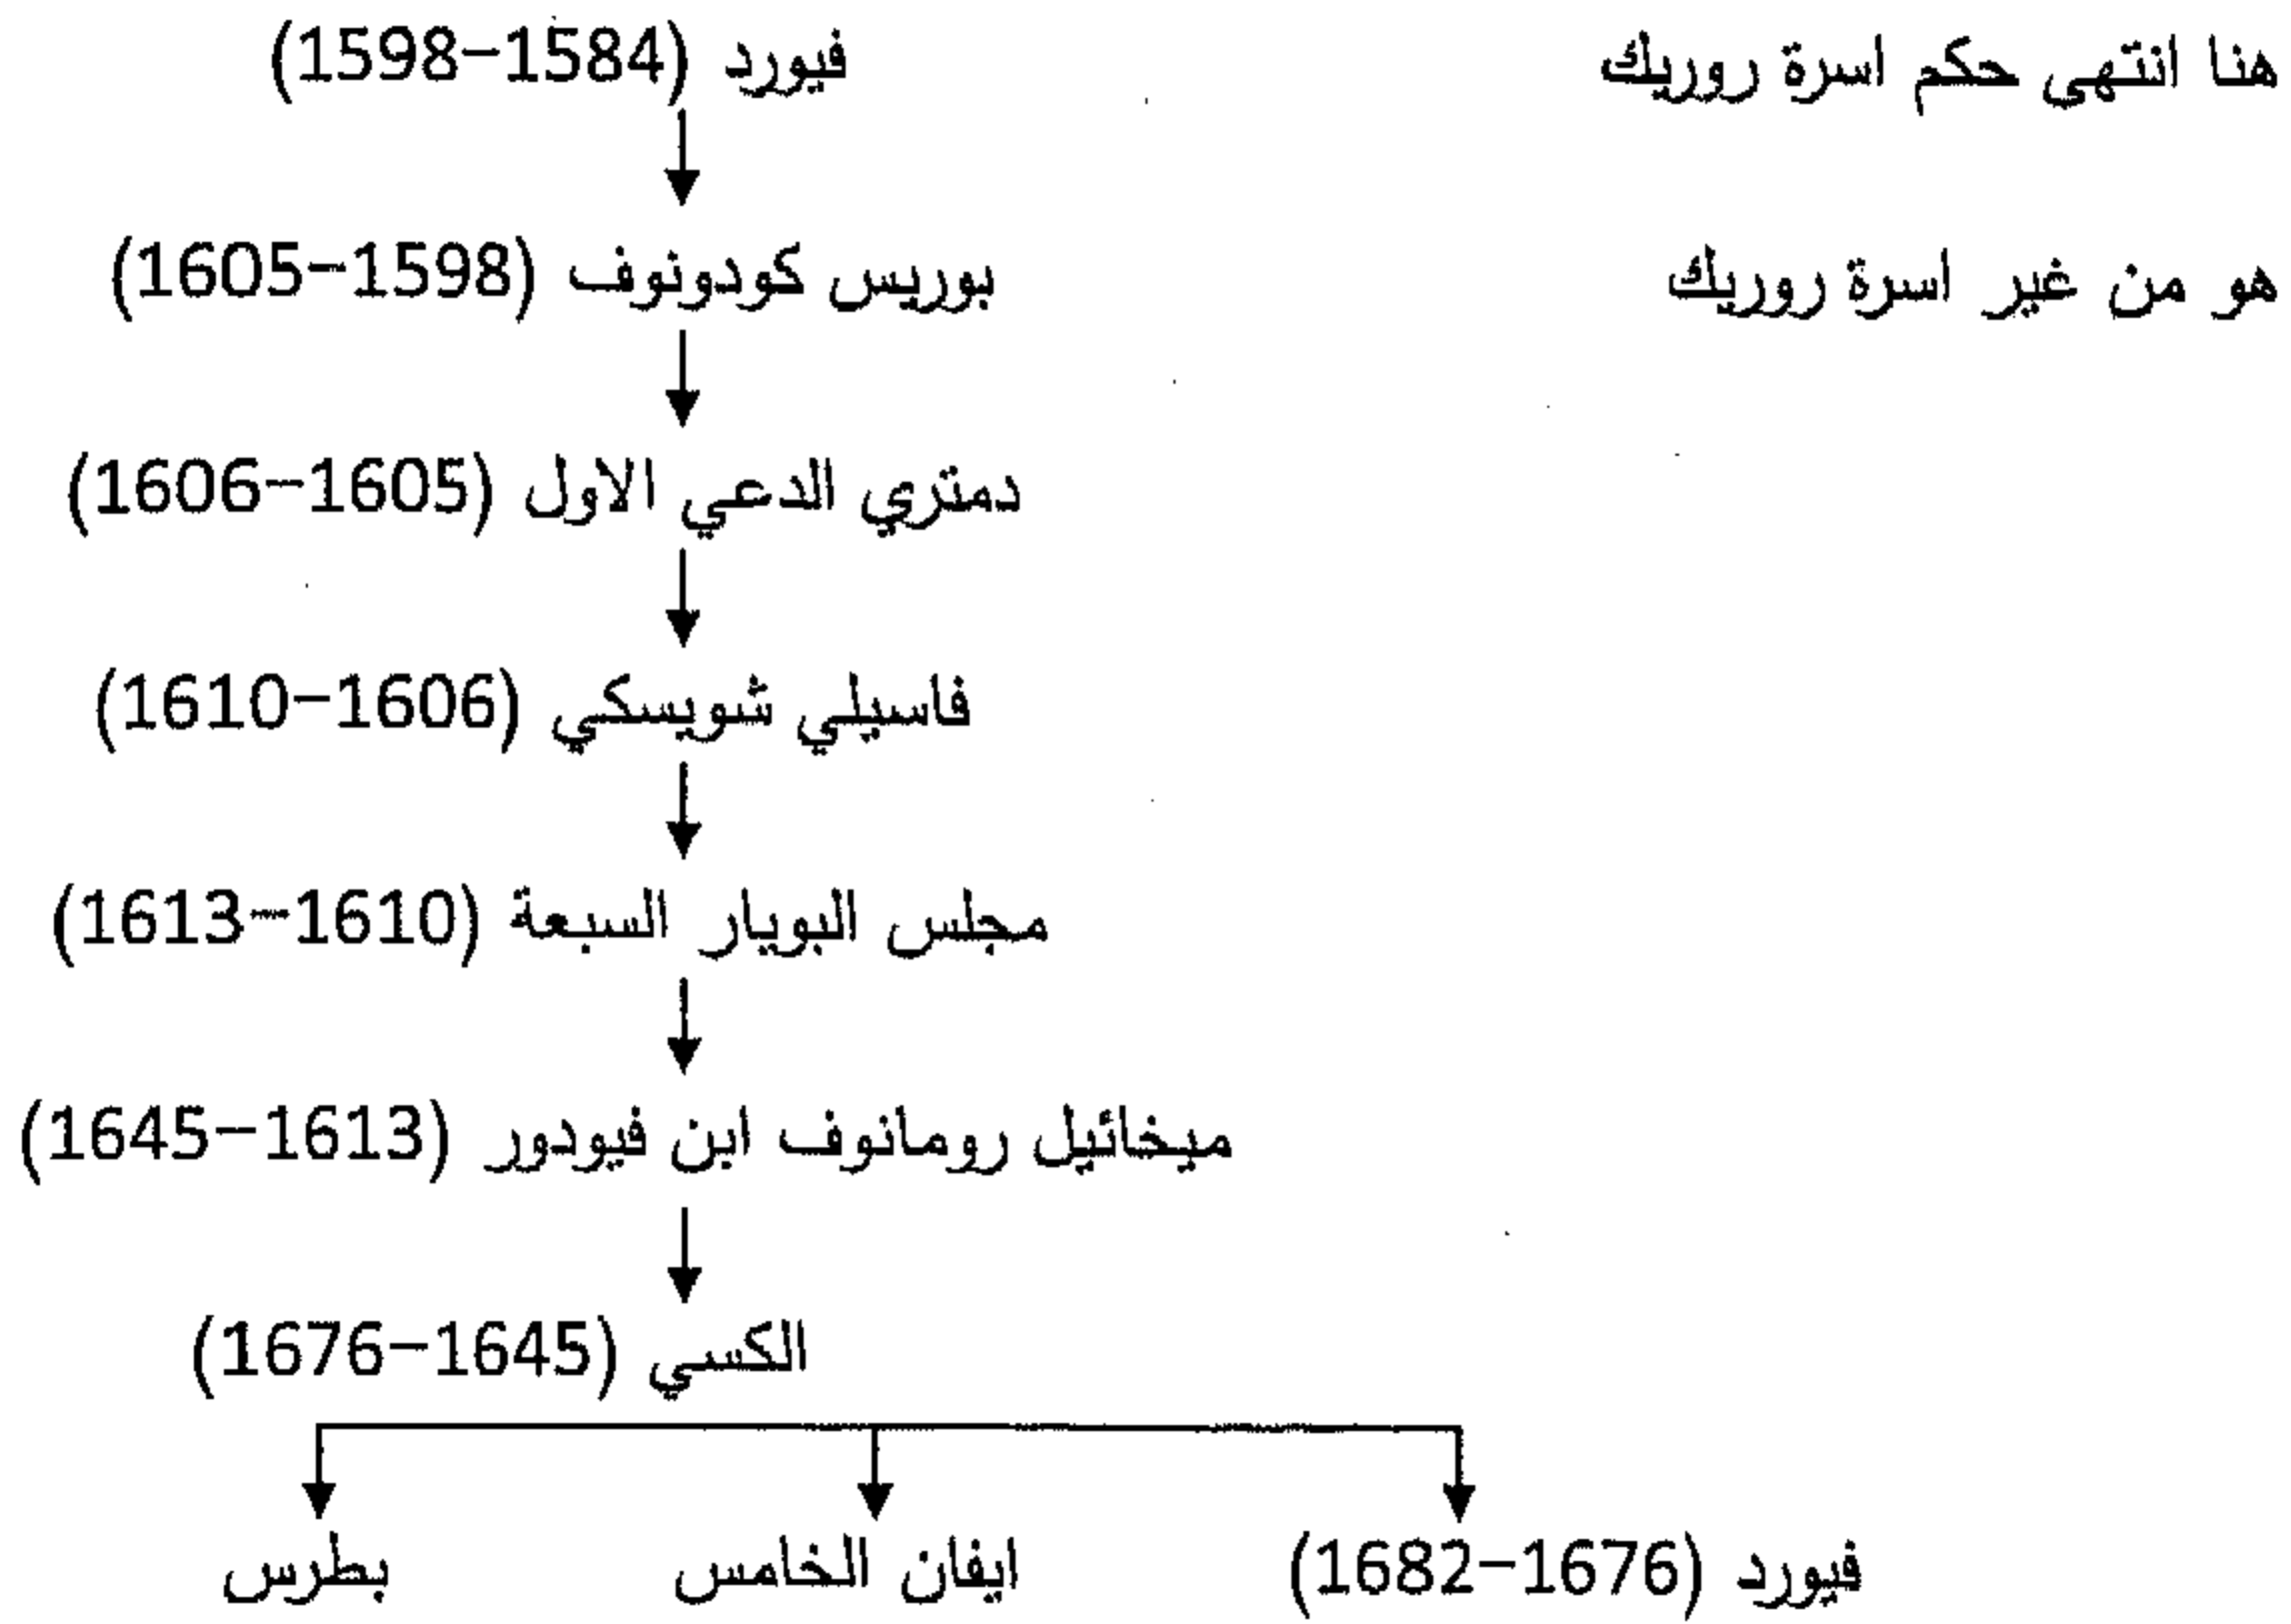 هنا انتهى حكم اسرة روريك
فيورد (1584-1598)
هو من غير اسرة روريك
بوريس كودونوف (1598-1605)
دمتري الدعي الاول (1605-1606)
فاسيلي شويسكي (1606-1610)
مجلس البويار السبعة (1610-1613)
ميخائيل رومانوف ابن فيودور (1613-1645)
الكسي (1645-1676)
فيورد (1676-1682)
ايفان الخامس
بطرس